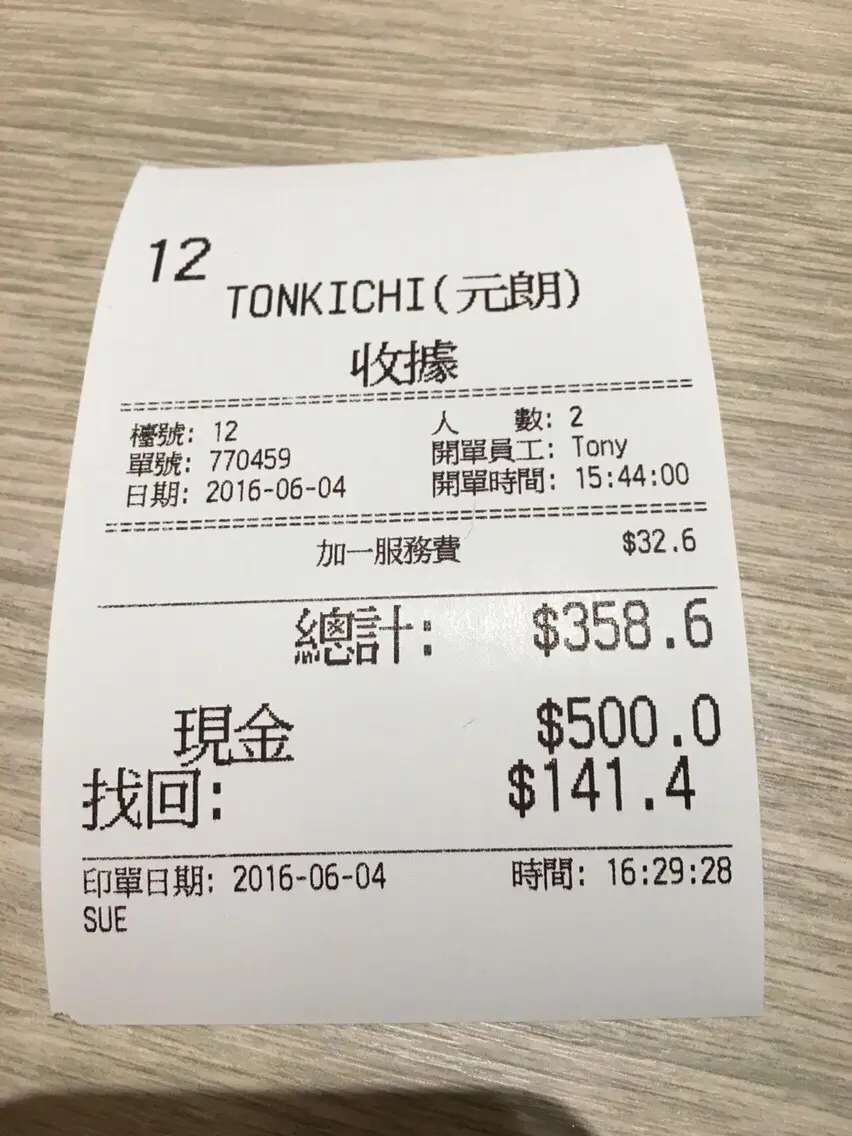 12
TONKICHI(元朗)
收據
檯號: 12 人 數: 2
單號: 770459 開單員工: Tony
日期: 2016-06-04 開單時間: 15:44:00
加一服務費 $32.6
總計: $358.6
現金 $500.0
找回: $141.4
印單日期: 2016-06-04 時間: 16:29:28
SUE